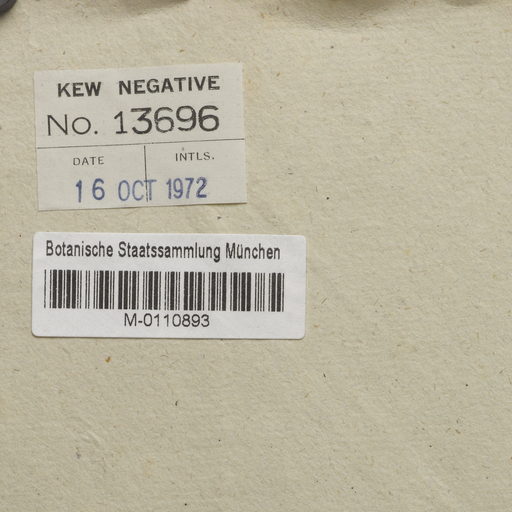 KEW NEGATIVE
No. 13696
DATE INTLS.
16 OCT 1972
Botanische Staatssammlung München
M-0110893